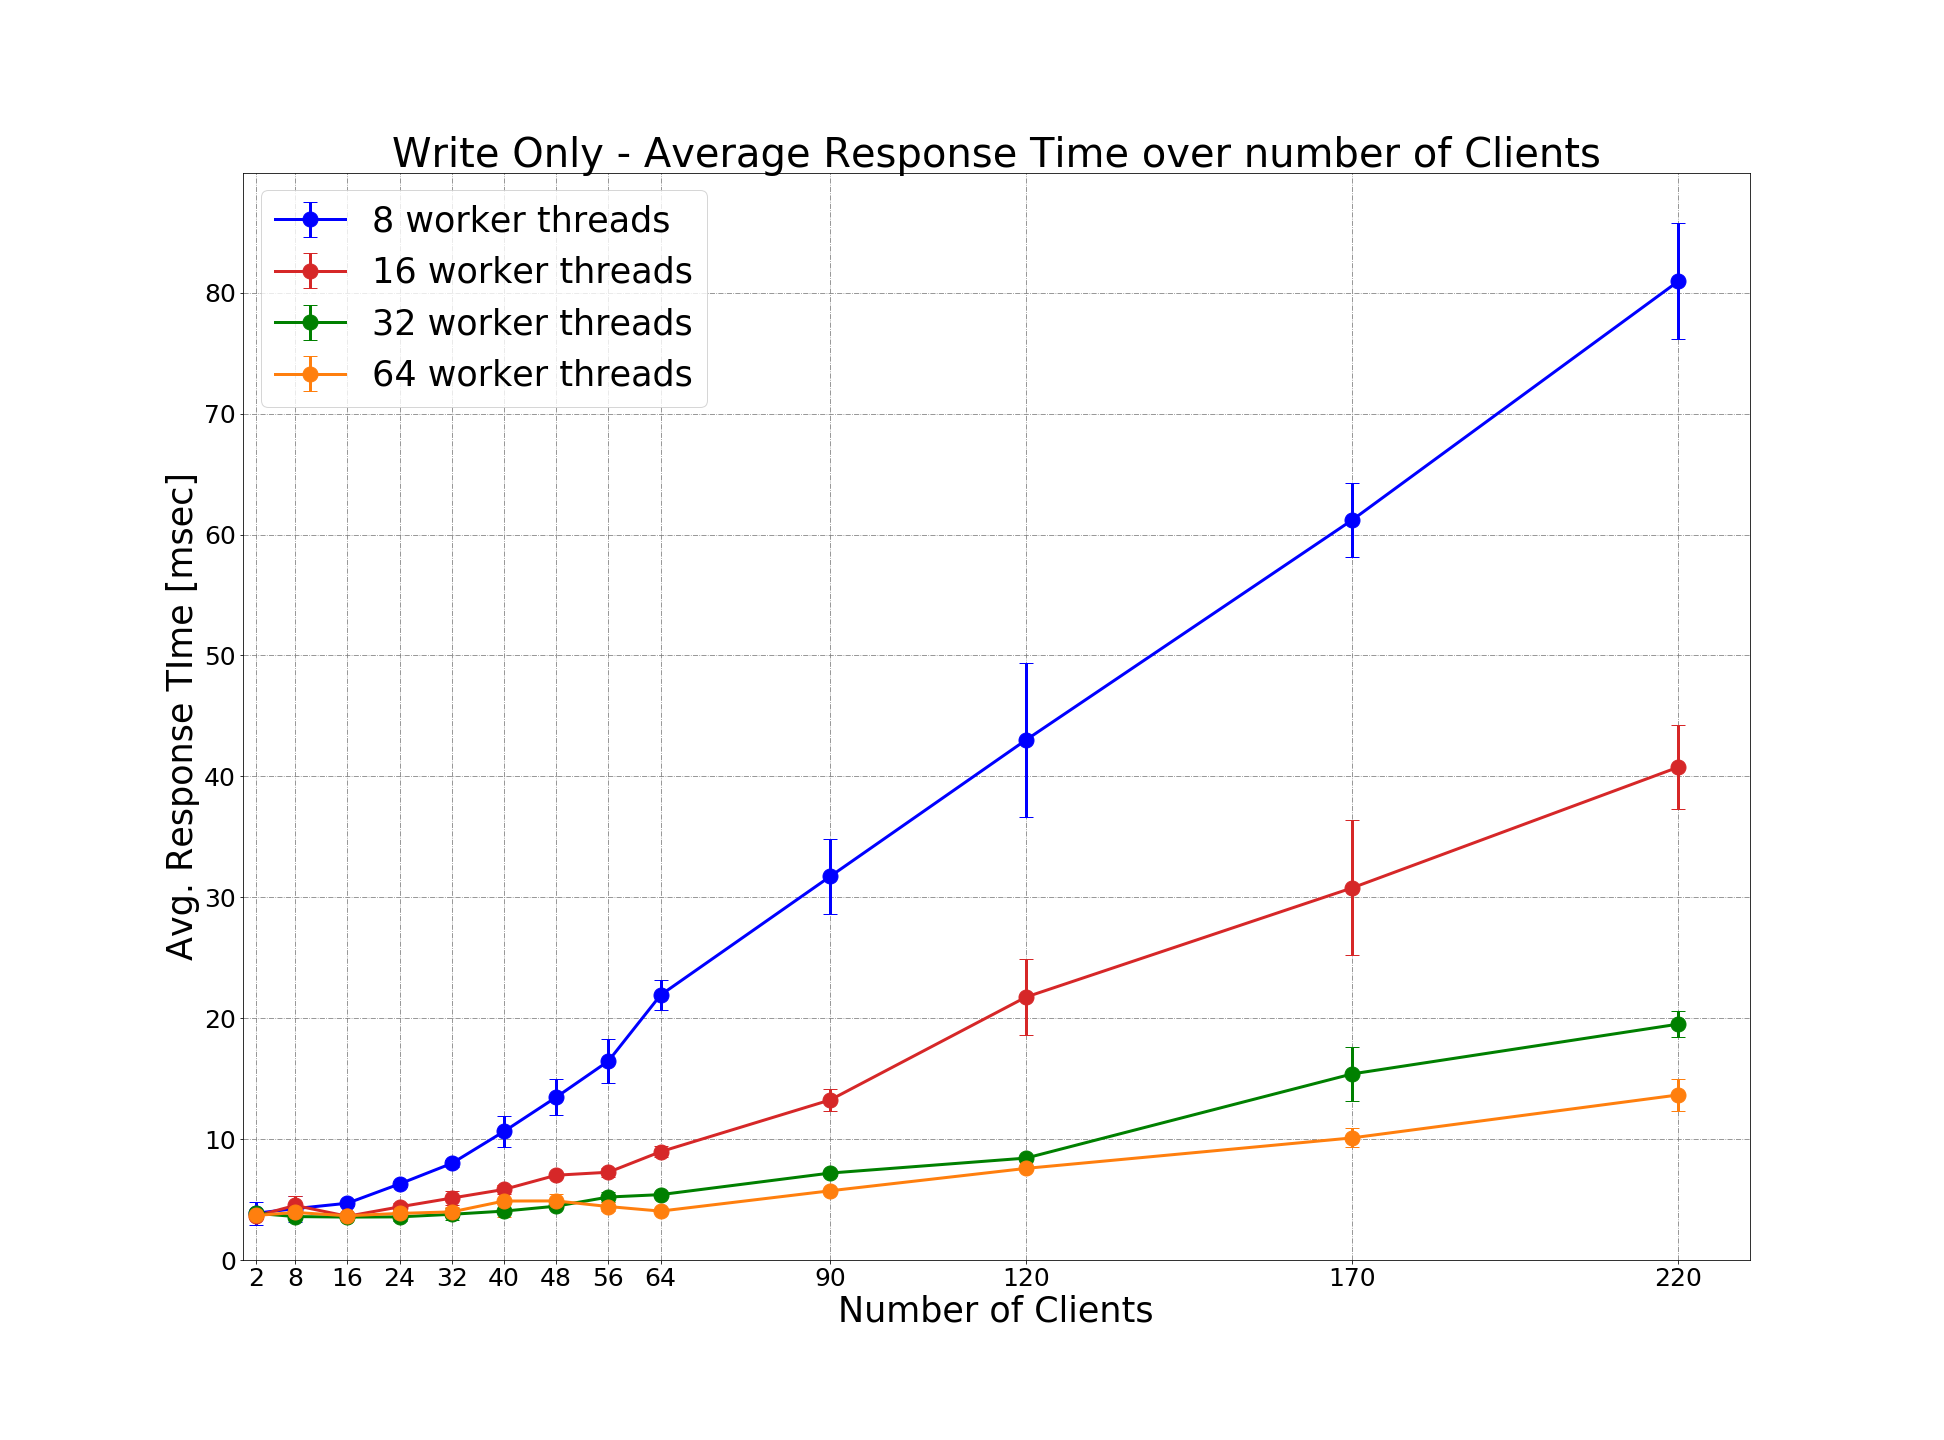 Write Only - Average Response Time over number of Clients
8 worker threads
16 worker threads
32 worker threads
64 worker threads
Avg. Response TIme [msec]
80
70
60
50
40
30
20
10
0
2 8 16 24 32 40 48 56 64 90 120 170 220
Number of Clients